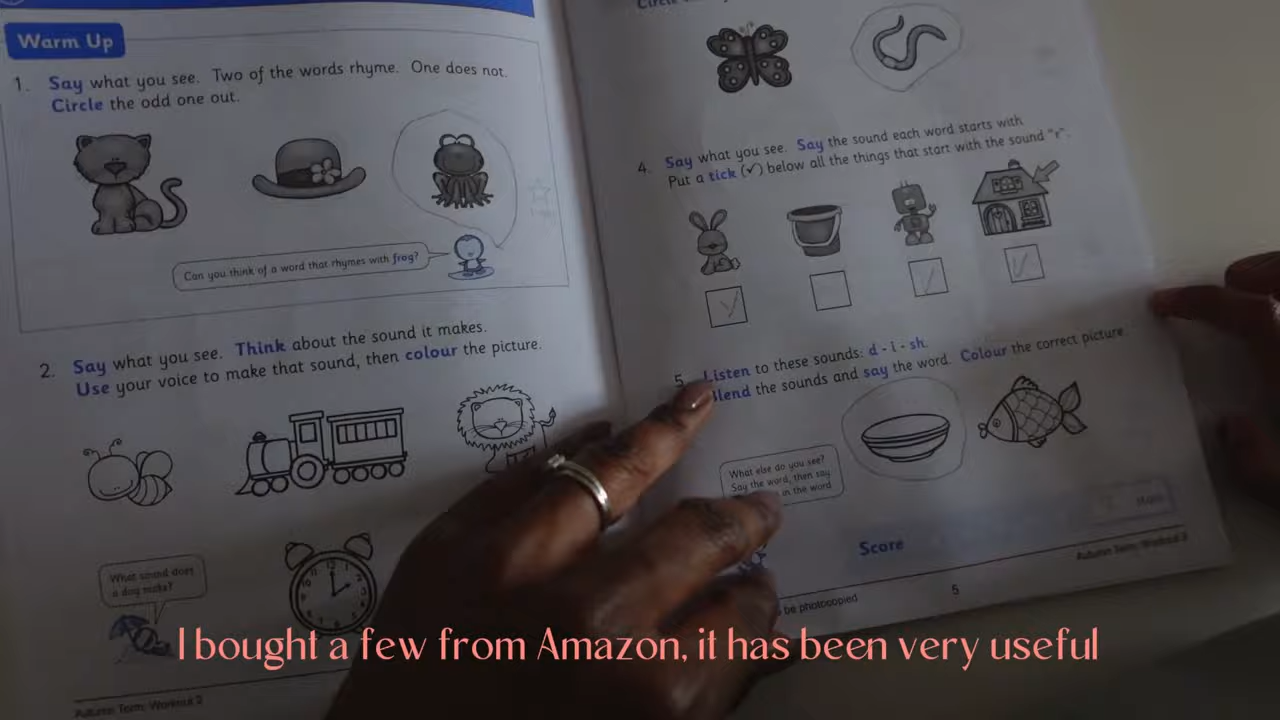 Warm Up
1. Say what you see. Two of the words rhyme. One does not.
Circle the odd one out.
Can you think of a word that rhymes with frog?
2. Say what you see. Think about the sound it makes.
Use your voice to make that sound, then colour the picture.
What sound does
a dog make?
Autumn Term: Workout 2
Circle
4. Say what you see. Say the sound each word starts with
Put a tick (✓) below all the things that start with the sound "r".
5. Listen to these sounds: d - i - sh.
Blend the sounds and say the word. Colour the correct picture.
What else do you see?
Say the word, then say
in the word
Score
be photocopied
5
Autumn Term: Workout 2
I bought a few from Amazon, it has been very useful